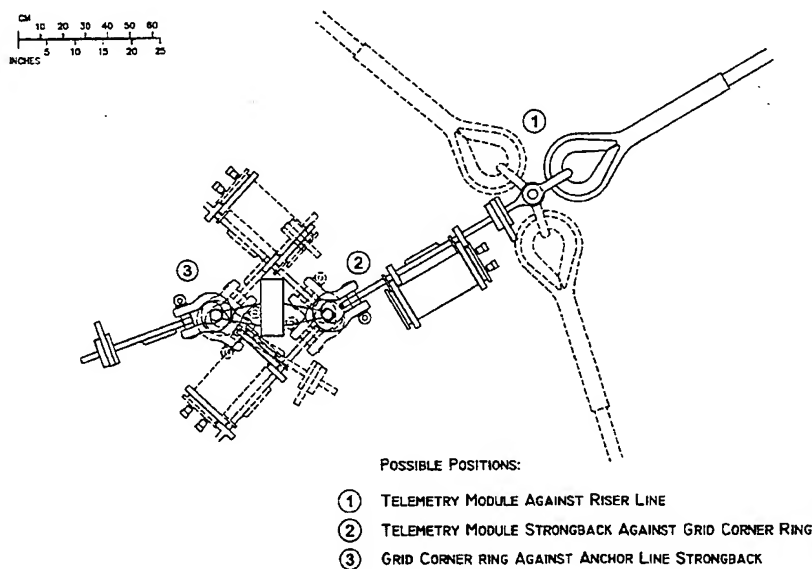 CM
10 20 30 40 50 60
5 10 15 20 25
INCHES
1
3
2
POSSIBLE POSITIONS:
1 TELEMETRY MODULE AGAINST RISER LINE
2 TELEMETRY MODULE STRONGBACK AGAINST GRID CORNER RING
3 GRID CORNER RING AGAINST ANCHOR LINE STRONGBACK